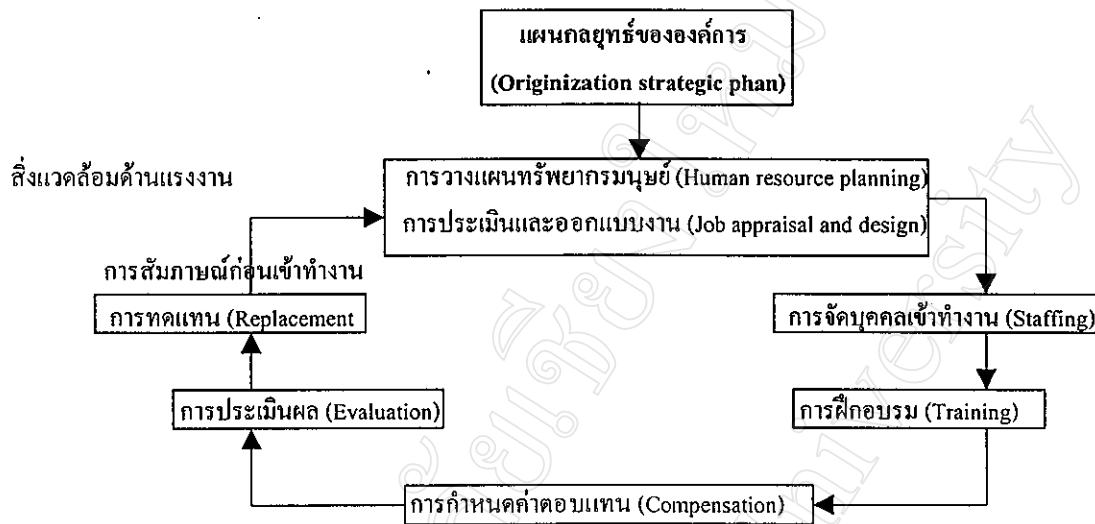 แผนกลยุทธ์ขององค์การ
(Originization strategic phan)
สิ่งแวดล้อมด้านแรงงาน
การวางแผนทรัพยากรมนุษย์ (Human resource planning)
การประเมินและออกแบบงาน (Job appraisal and design)
การสัมภาษณ์ก่อนเข้าทำงาน
การทดแทน (Replacement
การจัดบุคคลเข้าทำงาน (Staffing)
การประเมินผล (Evaluation)
การฝึกอบรม (Training)
การกำหนดค่าตอบแทน (Compensation)
University